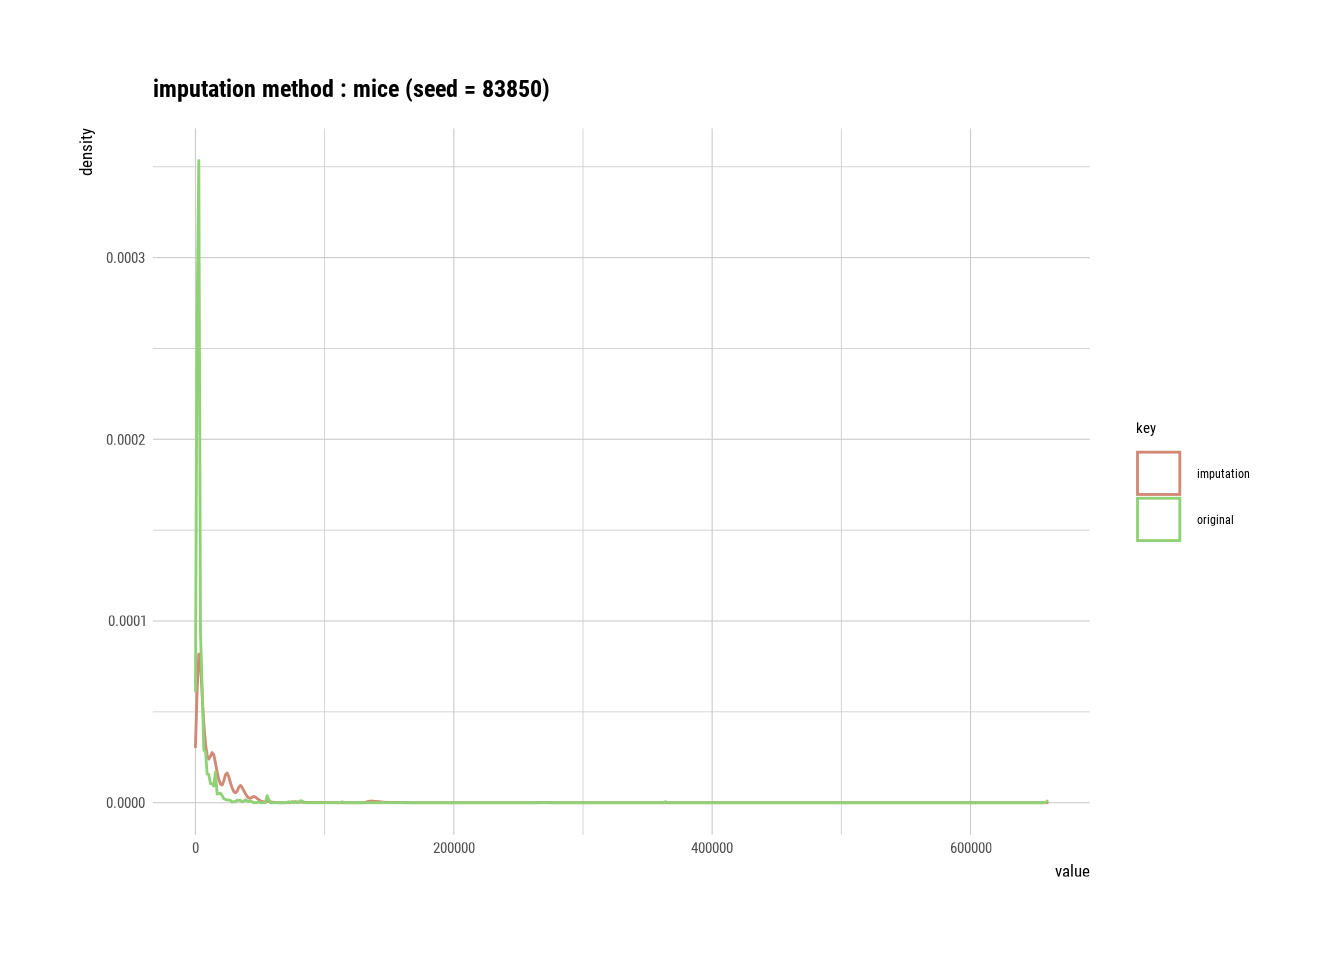 imputation method : mice (seed = 83850)
density
0.0003
0.0002
0.0001
0.0000
0
200000
400000
600000
value
key
imputation
original